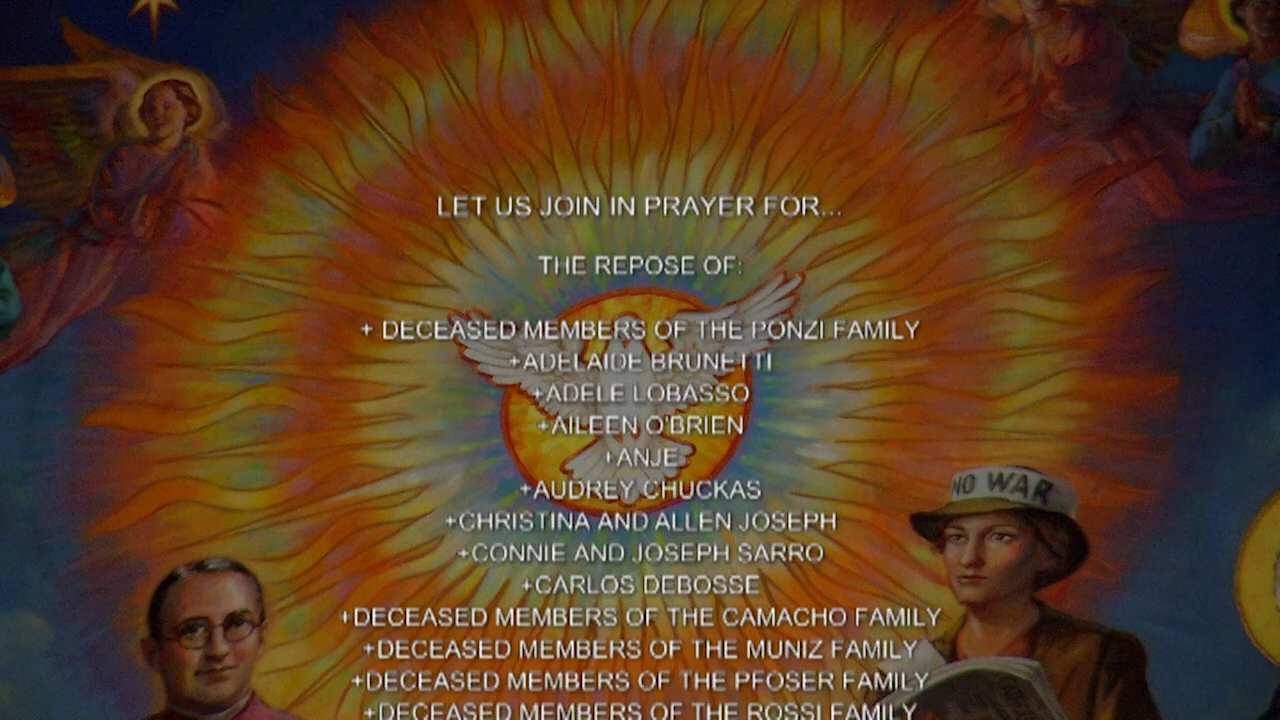 LET US JOIN IN PRAYER FOR...
THE REPOSE OF:
+ DECEASED MEMBERS OF THE PONZI FAMILY
+ADELAIDE BRUNETTI
+ADELE LOBASSO
+AILEEN O'BRIEN
+ANJE
+AUDREY CHUCKAS
+CHRISTINA AND ALLEN JOSEPH
+CONNIE AND JOSEPH SARRO
+CARLOS DEBOSSE
+DECEASED MEMBERS OF THE CAMACHO FAMILY
NO WAR
+DECEASED MEMBERS OF THE MUNIZ FAMILY
+DECEASED MEMBERS OF THE PFOSER FAMILY
+DECEASED MEMBERS OF THE ROSSI FAMILY